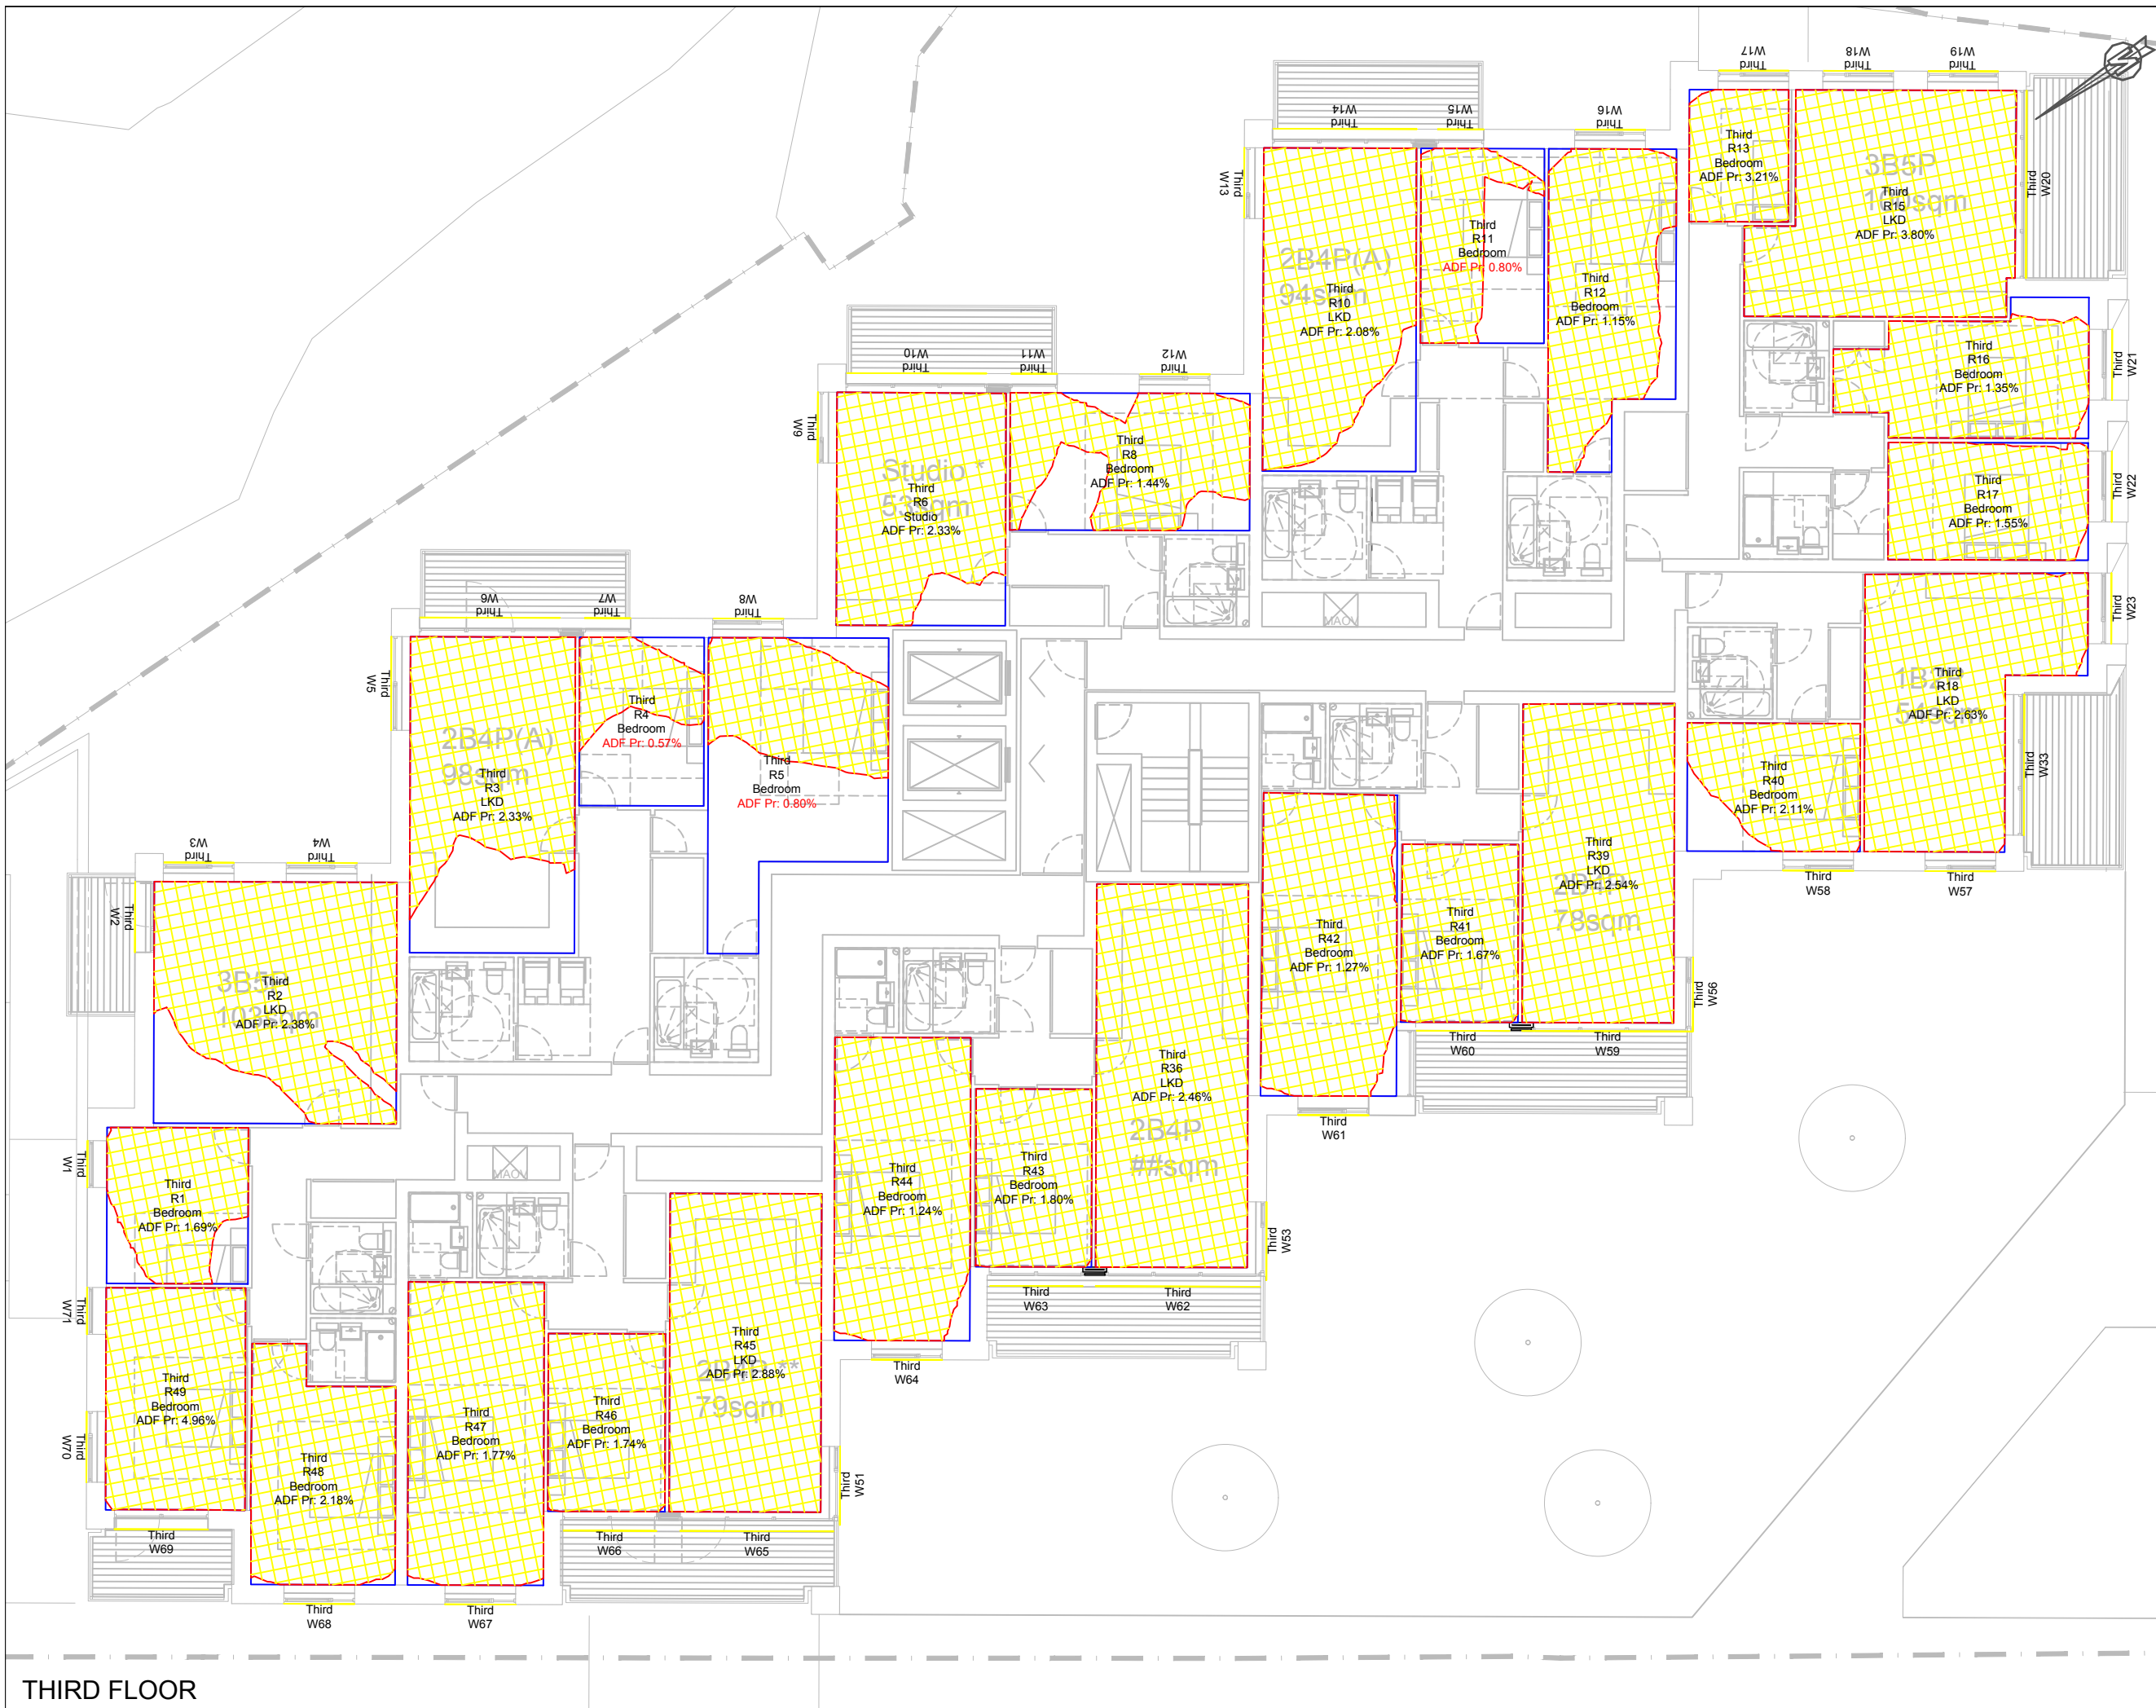 W17
Third
W18
Third
W19
Third
N
W14
Third
W15
Third
W16
Third
Third
W13
Third
W20
Third
R13
Bedroom
ADF Pr: 3.21%
3B5P
Third
R15
LKD
ADF Pr: 3.80%
Third
R11
Bedroom
ADF Pr: 0.80%
2B4P(A)
94sqm
Third
R10
LKD
ADF Pr: 2.08%
Third
R12
Bedroom
ADF Pr: 1.15%
W10
Third
W11
Third
W12
Third
Third
W9
Third
R16
Bedroom
ADF Pr: 1.35%
Third
W21
Third
R8
Bedroom
ADF Pr: 1.44%
Studio *
53sqm
Third
R6
Studio
ADF Pr: 2.33%
Third
R17
Bedroom
ADF Pr: 1.55%
Third
W22
W6
Third
W7
Third
W8
Third
MAOV
Third
W23
Third
W5
Third
R4
Bedroom
ADF Pr: 0.57%
Third
R18
LKD
ADF Pr: 2.63%
2B4P(A)
98sqm
Third
R3
LKD
ADF Pr: 2.33%
Third
R5
Bedroom
ADF Pr: 0.80%
Third
R40
Bedroom
ADF Pr: 2.11%
Third
W33
W3
Third
W4
Third
Third
R39
LKD
ADF Pr: 2.54%
2B4P
78sqm
Third
W58
Third
W57
Third
W2
Third
R42
Bedroom
ADF Pr: 1.27%
Third
R41
Bedroom
ADF Pr: 1.67%
3B5P
103sqm
Third
R2
LKD
ADF Pr: 2.38%
Third
W56
Third
W60
Third
W59
Third
R36
LKD
ADF Pr: 2.46%
2B4P
##sqm
Third
W61
Third
W1
MAOV
Third
R1
Bedroom
ADF Pr: 1.69%
Third
R44
Bedroom
ADF Pr: 1.24%
Third
R43
Bedroom
ADF Pr: 1.80%
Third
W53
Third
W63
Third
W62
Third
W71
Third
R45
LKD
ADF Pr: 2.88%
2B4P **
79sqm
Third
W64
Third
R49
Bedroom
ADF Pr: 4.96%
Third
W70
Third
R47
Bedroom
ADF Pr: 1.77%
Third
R46
Bedroom
ADF Pr: 1.74%
Third
R48
Bedroom
ADF Pr: 2.18%
Third
W51
Third
W69
Third
W66
Third
W65
Third
W68
Third
W67
THIRD FLOOR